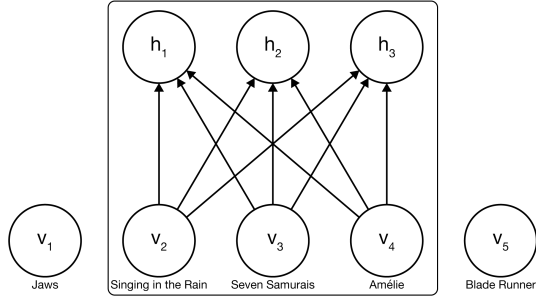 h1 h2 h3
v1 v2 v3 v4 v5
Jaws Singing in the Rain Seven Samurais Amélie Blade Runner